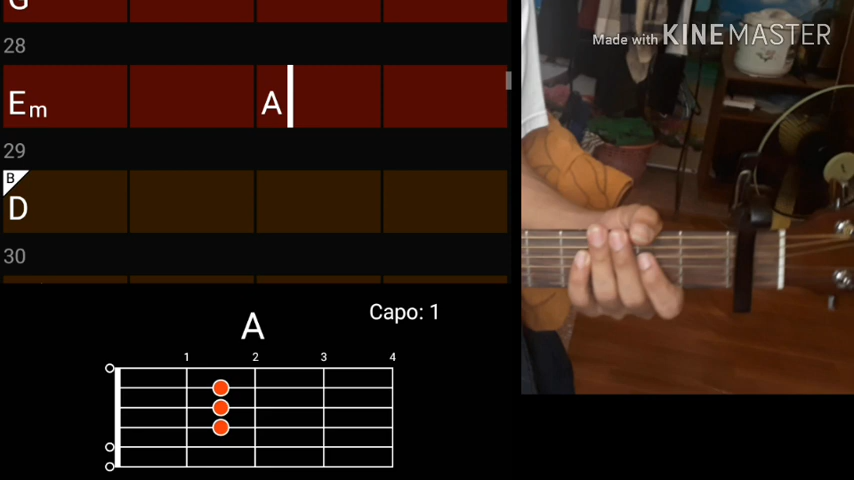 G
28
Em
A
29
B
D
30
Capo: 1
A
1 2 3 4
Made with KINEMASTER